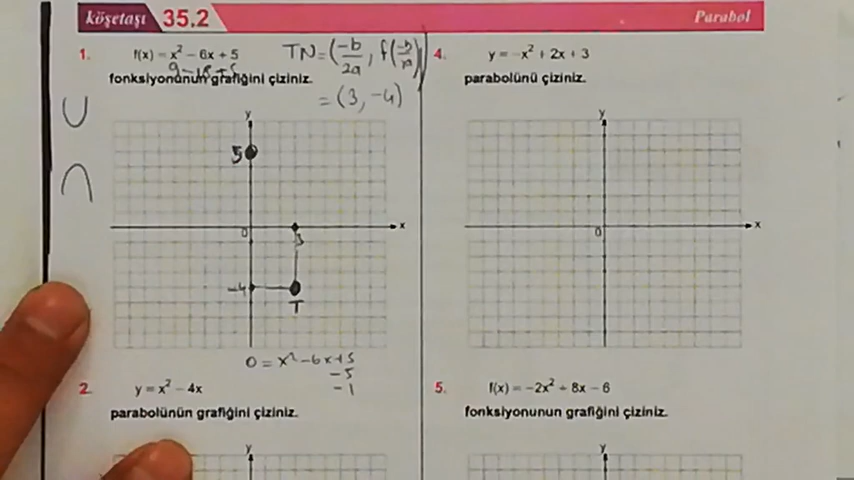 köşetaşı 35.2 Parabol
1. f(x) = x² – 6x + 5
9 – 18 + 5
fonksiyonunun grafiğini çiziniz.
TN = (-b/2a, f(-b/2a))
= (3, -4)
y
5
0
x
3
-4
T
0 = x² – 6x + 5
-5
-1
2. y = x² – 4x
parabolünün grafiğini çiziniz.
y
4. y = –x² + 2x + 3
parabolünü çiziniz.
y
0
x
5. f(x) = –2x² + 8x – 6
fonksiyonunun grafiğini çiziniz.
y